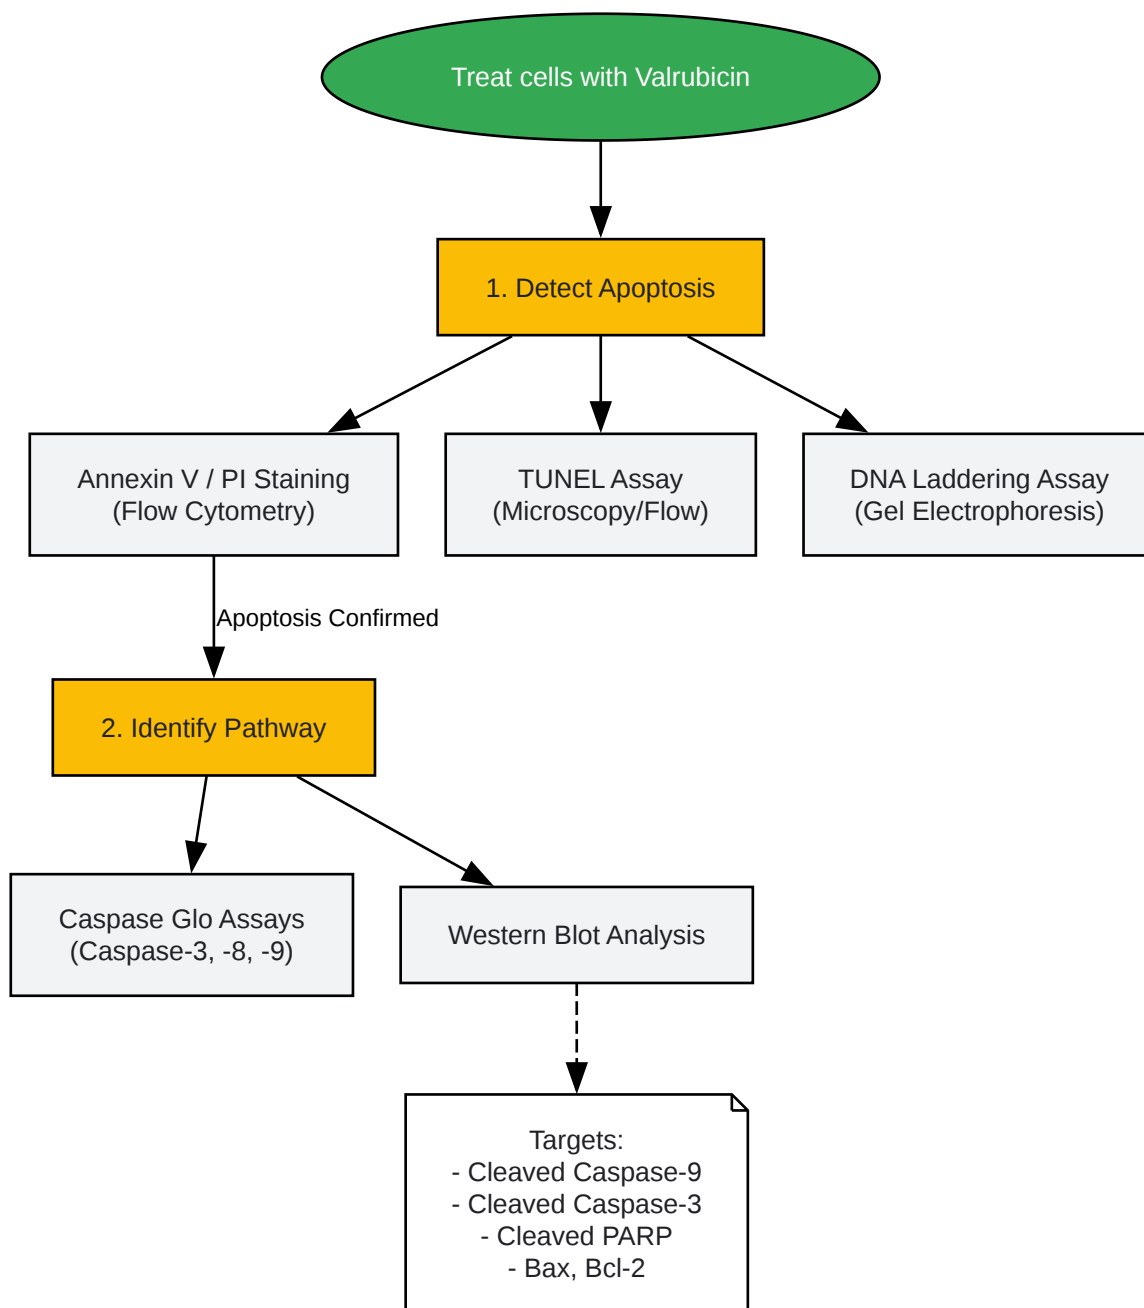 Treat cells with Valrubicin
1. Detect Apoptosis
Annexin V / PI Staining
(Flow Cytometry)
TUNEL Assay
(Microscopy/Flow)
DNA Laddering Assay
(Gel Electrophoresis)
Apoptosis Confirmed
2. Identify Pathway
Caspase Glo Assays
(Caspase-3, -8, -9)
Western Blot Analysis
Targets:
- Cleaved Caspase-9
- Cleaved Caspase-3
- Cleaved PARP
- Bax, Bcl-2